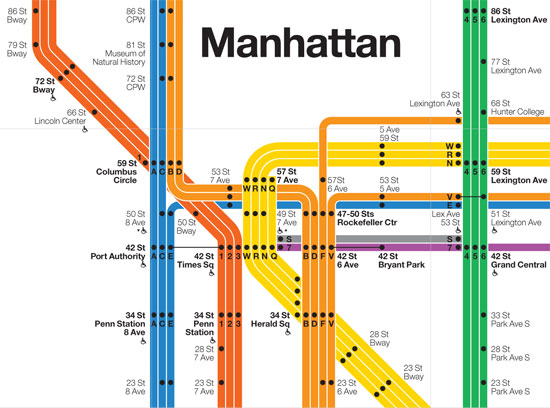 86 St
Bway
86 St
CPW
Manhattan
4 5 6
86 St
Lexington Ave
79 St
Bway
81 St
Museum of
Natural History
77 St
Lexington Ave
72 St
Bway
72 St
CPW
63 St
Lexington Ave
68 St
Hunter College
66 St
Lincoln Center
5 Ave
59 St
W
R
N
1
59 St
Columbus
Circle
A C B D
53 St
7 Ave
57 St
7 Ave
W R N Q
57St
6 Ave
53 St
5 Ave
4 5 6
59 St
Lexington Ave
V
E
50 St
8 Ave
50 St
Bway
49 St
7 Ave
47-50 Sts
Rockefeller Ctr
Lex Ave
53 St
51 St
Lexington Ave
S
S
7
7
42 St
Port Authority
A C E
42 St
Times Sq
1 2 3
W R N Q
B D F V
42 St
6 Ave
42 St
Bryant Park
4 5 6
42 St
Grand Central
34 St
Penn Station
8 Ave
A C E
34 St
Penn
Station
1 2 3
34 St
Herald Sq
B D F V
33 St
Park Ave S
28 St
7 Ave
28 St
Bway
28 St
Park Ave S
23 St
8 Ave
23 St
7 Ave
23 St
6 Ave
23 St
Bway
23 St
Park Ave S